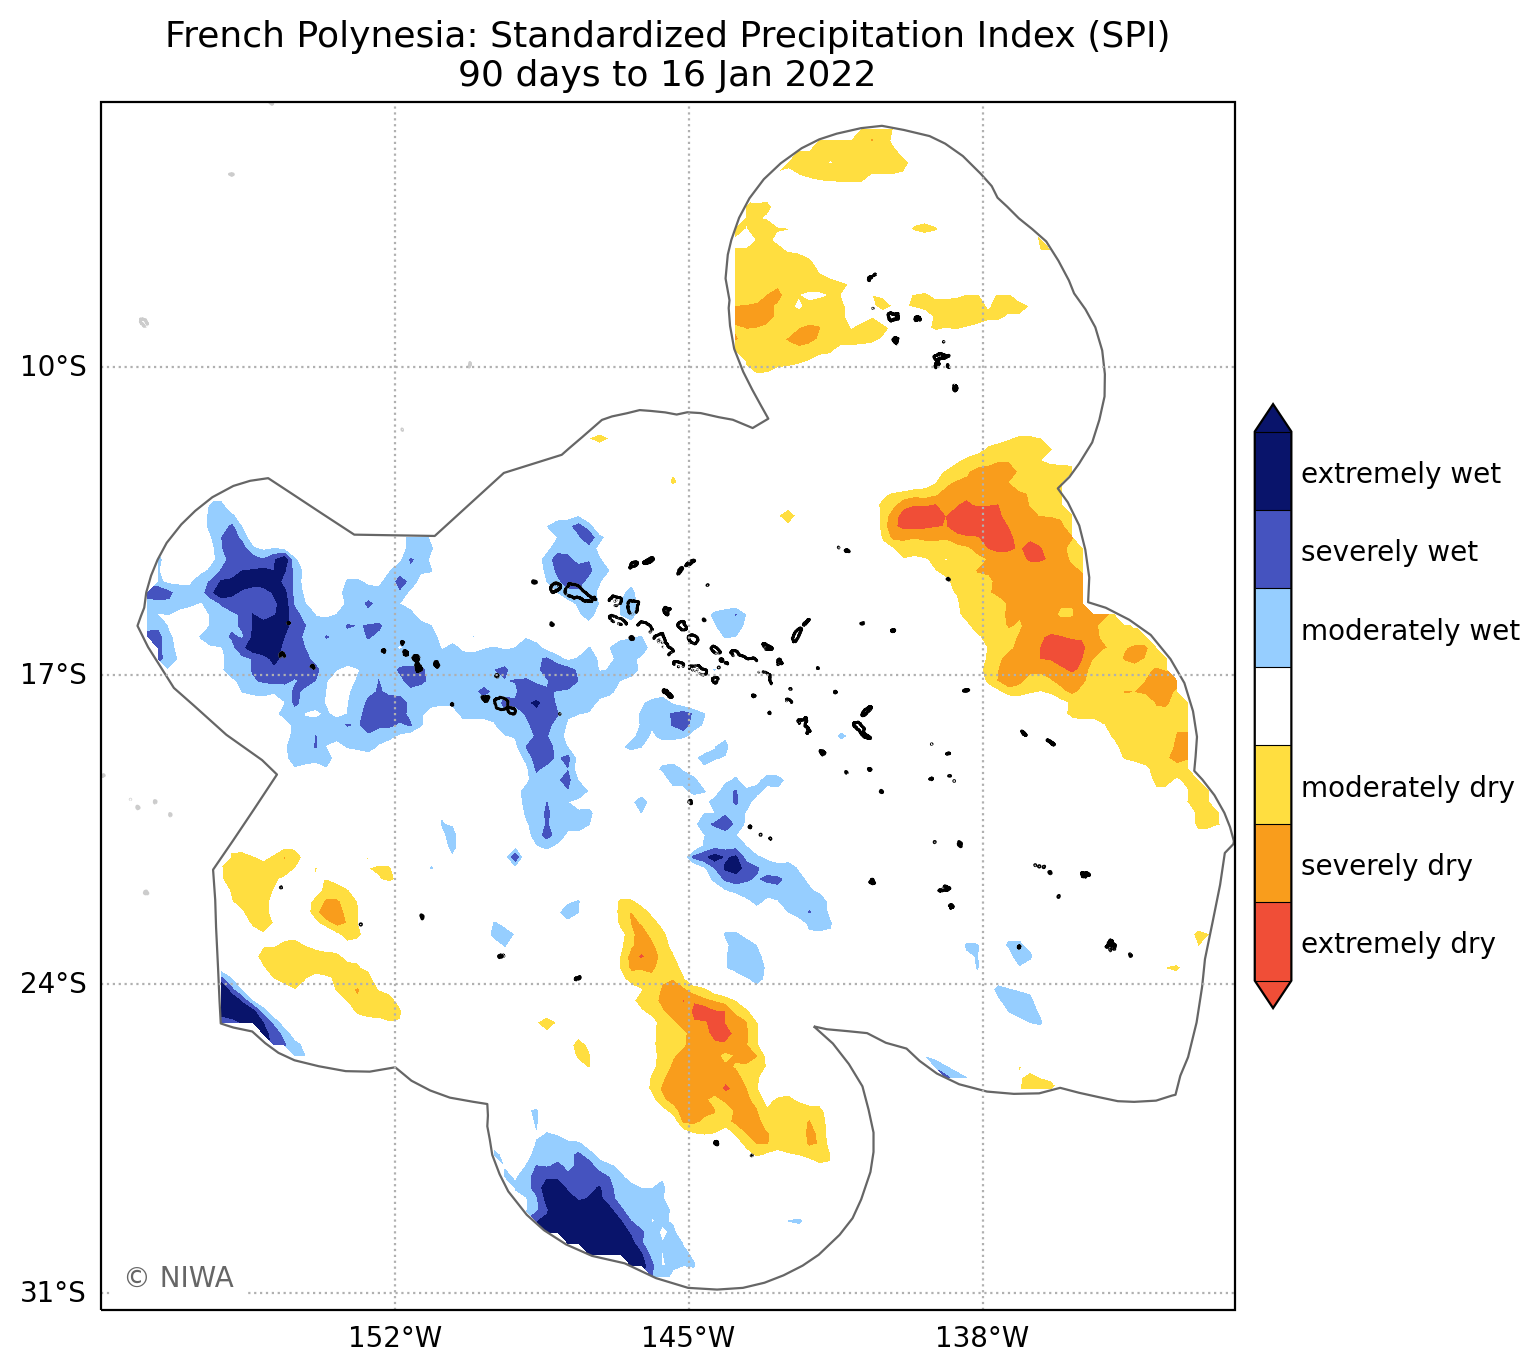 French Polynesia: Standardized Precipitation Index (SPI)
90 days to 16 Jan 2022
10°S
17°S
24°S
31°S
152°W
145°W
138°W
extremely wet
severely wet
moderately wet
moderately dry
severely dry
extremely dry
© NIWA